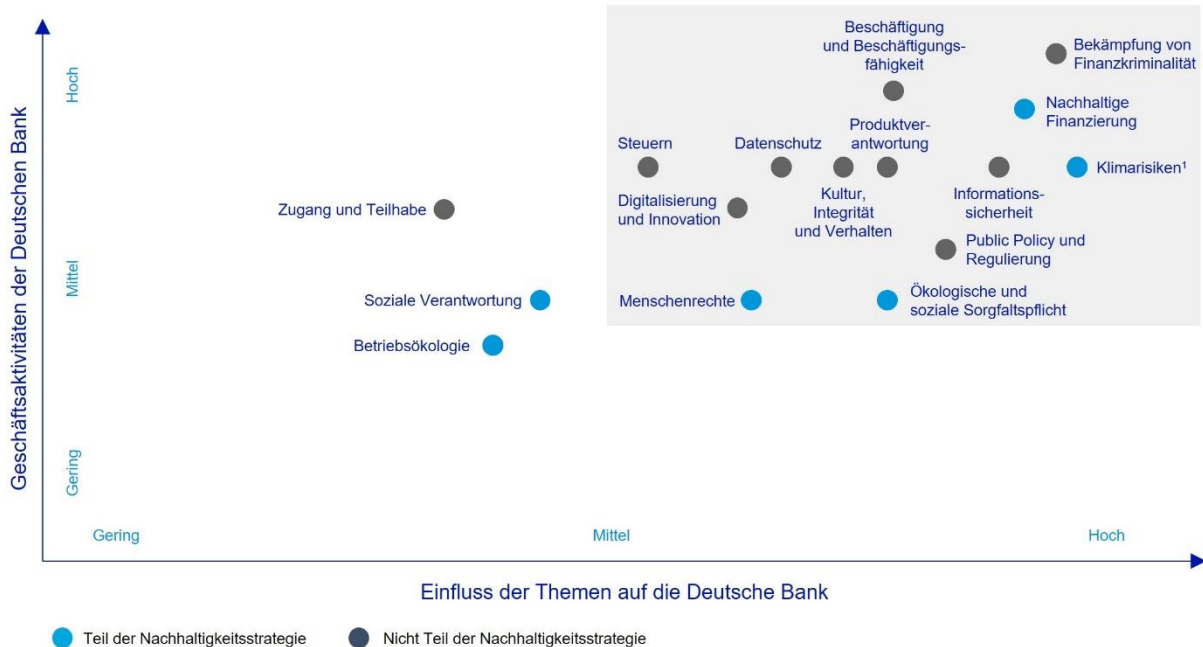 Geschäftsaktivitäten der Deutschen Bank
Hoch
Mittel
Gering
Beschäftigung
und Beschäftigungs-
fähigkeit
Bekämpfung von
Finanzkriminalität
Nachhaltige
Finanzierung
Steuern
Datenschutz
Produktver-
antwortung
Klimarisiken¹
Zugang und Teilhabe
Digitalisierung
und Innovation
Kultur,
Integrität
und Verhalten
Informations-
sicherheit
Public Policy und
Regulierung
Soziale Verantwortung
Menschenrechte
Ökologische und
soziale Sorgfaltspflicht
Betriebsökologie
Gering
Mittel
Hoch
Einfluss der Themen auf die Deutsche Bank
Teil der Nachhaltigkeitsstrategie
Nicht Teil der Nachhaltigkeitsstrategie